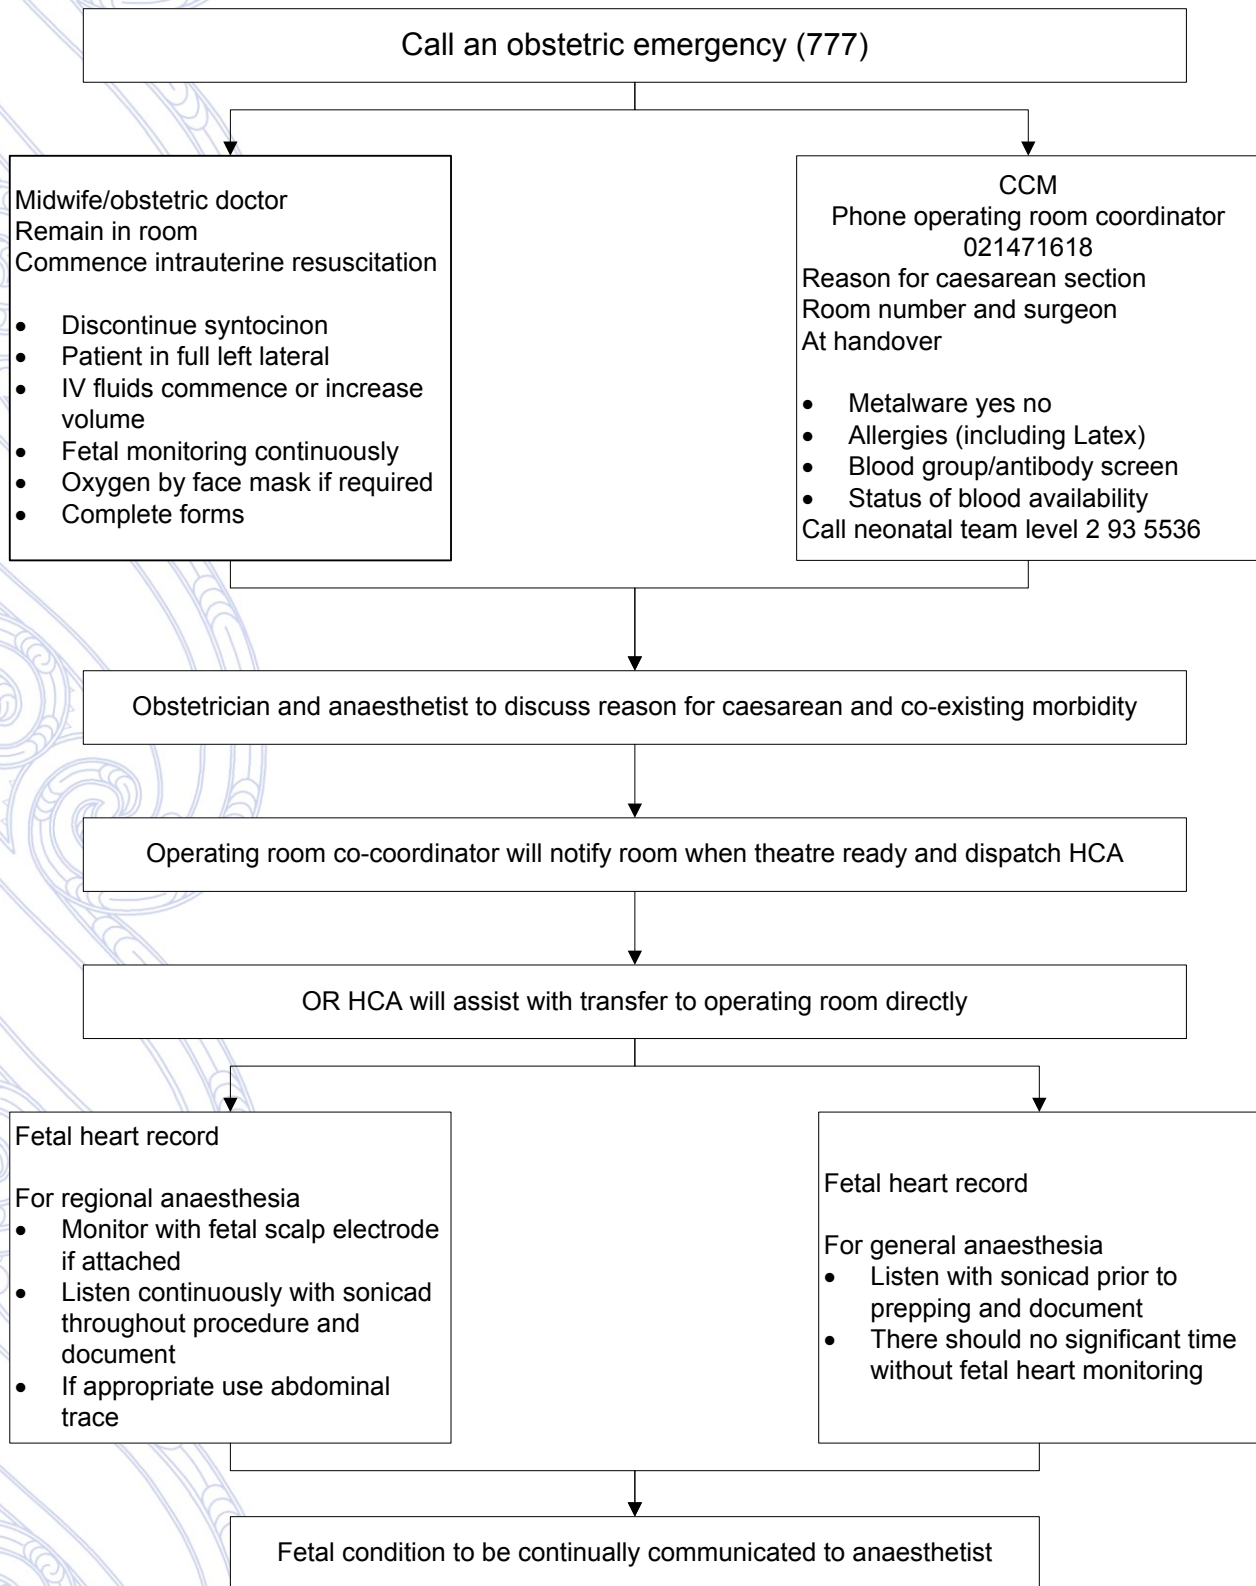 Call an obstetric emergency (777)
Midwife/obstetric doctor
Remain in room
Commence intrauterine resuscitation
• Discontinue syntocinon
• Patient in full left lateral
• IV fluids commence or increase
volume
• Fetal monitoring continuously
• Oxygen by face mask if required
• Complete forms
CCM
Phone operating room coordinator
021471618
Reason for caesarean section
Room number and surgeon
At handover
• Metalware yes no
• Allergies (including Latex)
• Blood group/antibody screen
• Status of blood availability
Call neonatal team level 2 93 5536
Obstetrician and anaesthetist to discuss reason for caesarean and co-existing morbidity
Operating room co-coordinator will notify room when theatre ready and dispatch HCA
OR HCA will assist with transfer to operating room directly
Fetal heart record
For regional anaesthesia
• Monitor with fetal scalp electrode
if attached
• Listen continuously with sonicad
throughout procedure and
document
• If appropriate use abdominal
trace
Fetal heart record
For general anaesthesia
• Listen with sonicad prior to
prepping and document
• There should no significant time
without fetal heart monitoring
Fetal condition to be continually communicated to anaesthetist